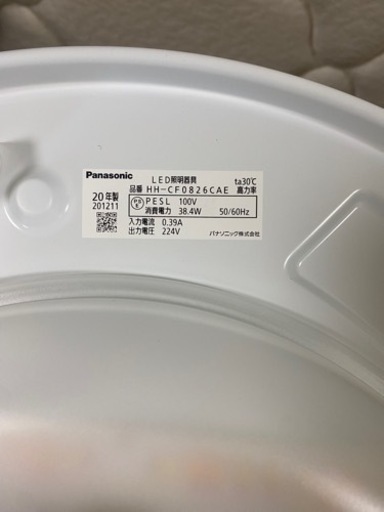 Panasonic LED照明器具 ta30℃
品番 HH-CF0826CAE 高力率
20年製 PSE PESL 100V
201211 消費電力 38.4W 50/60Hz
入力電流 0.39A
出力電圧 224V パナソニック株式会社